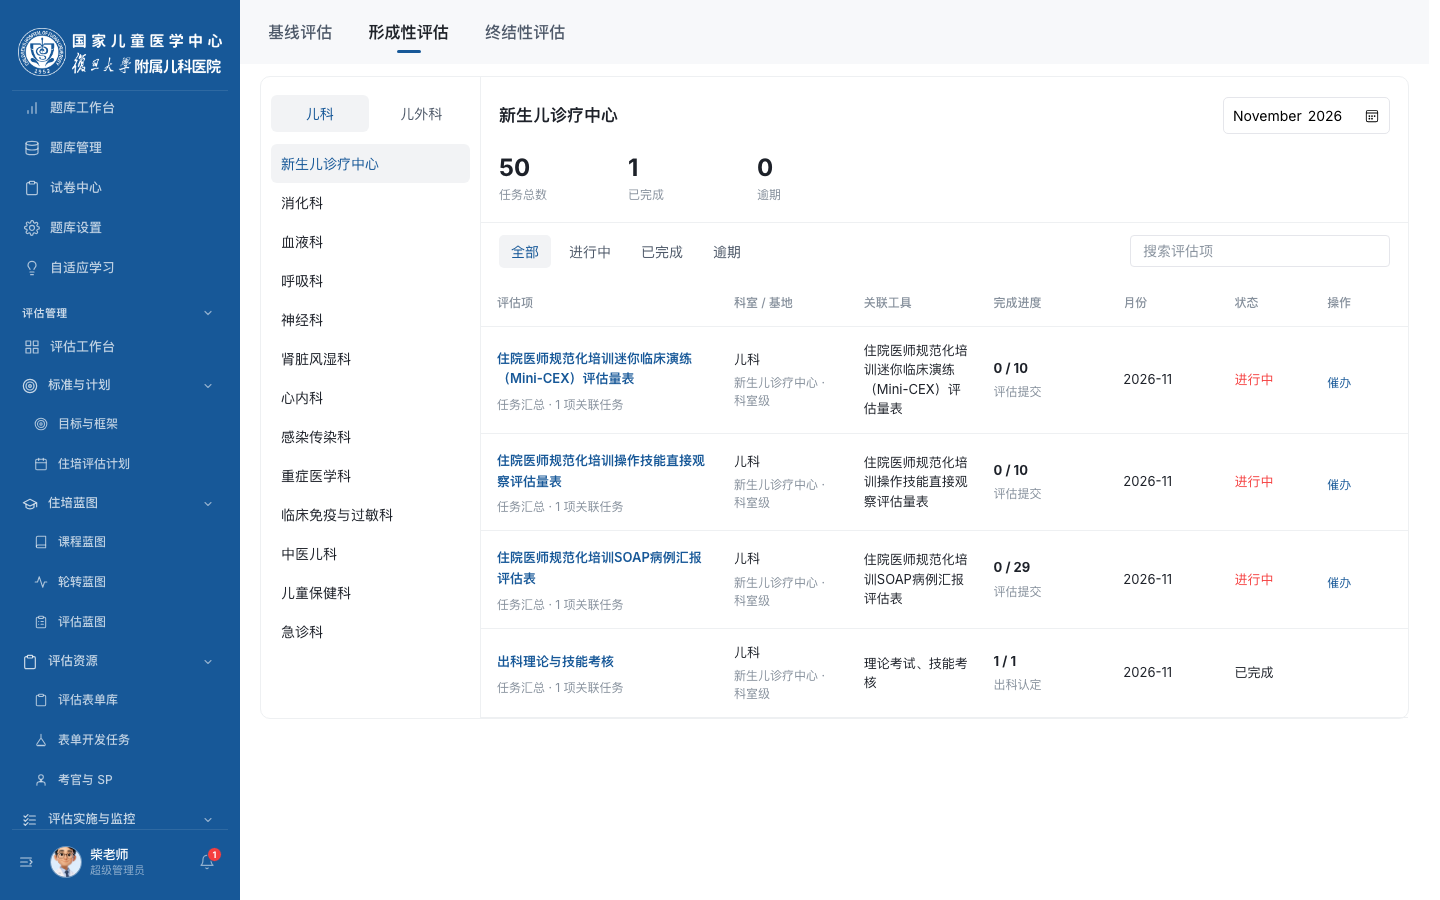 国家儿童医学中心
復旦大学 附属儿科医院
1952
题库工作台
题库管理
试卷中心
题库设置
自适应学习
评估管理
评估工作台
标准与计划
目标与框架
住培评估计划
住培蓝图
课程蓝图
轮转蓝图
评估蓝图
评估资源
评估表单库
表单开发任务
考官与 SP
评估实施与监控
柴老师
超级管理员
1
基线评估 形成性评估 终结性评估
儿科 儿外科
新生儿诊疗中心
消化科
血液科
呼吸科
神经科
肾脏风湿科
心内科
感染传染科
重症医学科
临床免疫与过敏科
中医儿科
儿童保健科
急诊科
新生儿诊疗中心
November 2026
50 1 0
任务总数 已完成 逾期
全部 进行中 已完成 逾期
搜索评估项
评估项 科室 / 基地 关联工具 完成进度 月份 状态 操作
住院医师规范化培训迷你临床演练
（Mini-CEX）评估量表
任务汇总 · 1 项关联任务
儿科
新生儿诊疗中心 ·
科室级
住院医师规范化培
训迷你临床演练
（Mini-CEX）评
估量表
0 / 10
评估提交
2026-11
进行中
催办
住院医师规范化培训操作技能直接观
察评估量表
任务汇总 · 1 项关联任务
儿科
新生儿诊疗中心 ·
科室级
住院医师规范化培
训操作技能直接观
察评估量表
0 / 10
评估提交
2026-11
进行中
催办
住院医师规范化培训SOAP病例汇报
评估表
任务汇总 · 1 项关联任务
儿科
新生儿诊疗中心 ·
科室级
住院医师规范化培
训SOAP病例汇报
评估表
0 / 29
评估提交
2026-11
进行中
催办
出科理论与技能考核
任务汇总 · 1 项关联任务
儿科
新生儿诊疗中心 ·
科室级
理论考试、技能考
核
1 / 1
出科认定
2026-11
已完成